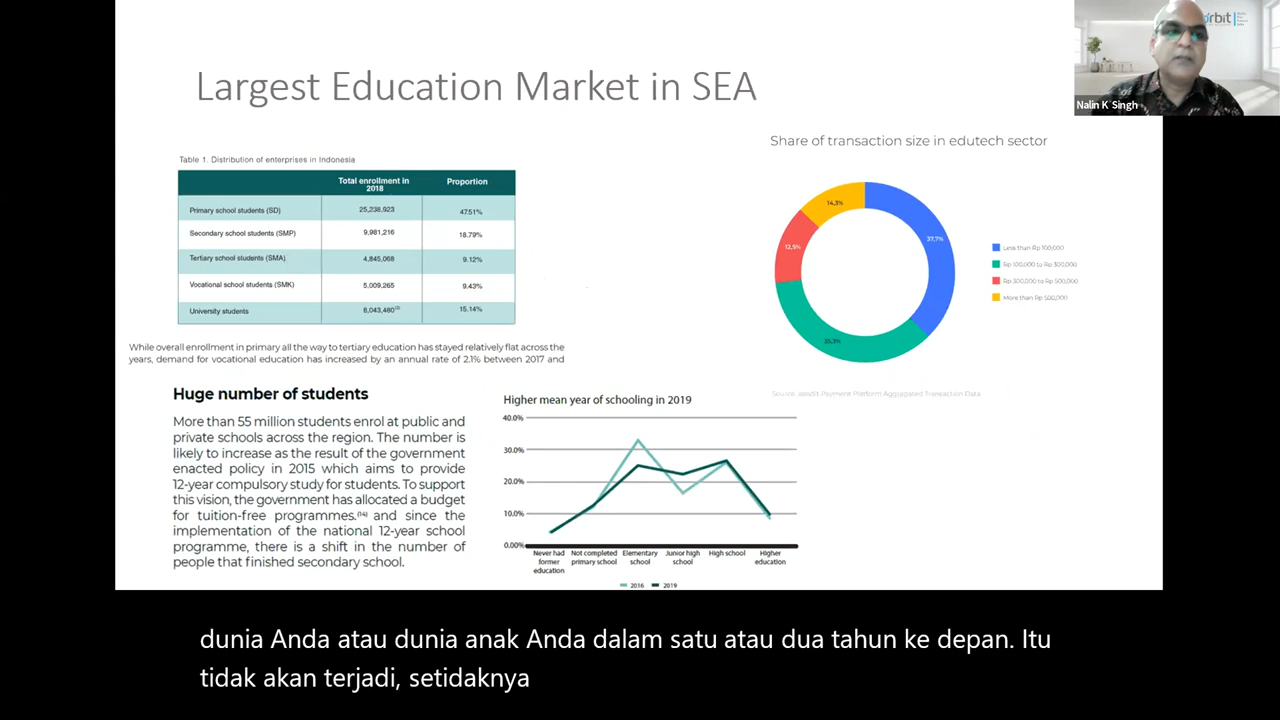 orbit
Nalin K Singh
Largest Education Market in SEA
Table 1. Distribution of enterprises in Indonesia
Total enrollment in 2018
Proportion
Primary school students (SD)
25,238,923
47.51%
Secondary school students (SMP)
9,981,216
18.79%
Tertiary school students (SMA)
4,845,068
9.12%
Vocational school students (SMK)
5,009,265
9.43%
University students
8,043,480(2)
15.14%
While overall enrollment in primary all the way to tertiary education has stayed relatively flat across the
years, demand for vocational education has increased by an annual rate of 2.1% between 2017 and
Share of transaction size in edutech sector
14,3%
37,7%
12,5%
Less than Rp 100,000
Rp 100,000 to Rp 300,000
Rp 300,000 to Rp 500,000
More than Rp 500,000
Payment Platform Aggragated Transaction Data
Huge number of students
More than 55 million students enrol at public and
private schools across the region. The number is
likely to increase as the result of the government
enacted policy in 2015 which aims to provide
12-year compulsory study for students. To support
this vision, the government has allocated a budget
for tuition-free programmes.(14) and since the
implementation of the national 12-year school
programme, there is a shift in the number of
people that finished secondary school.
Higher mean year of schooling in 2019
40.0%
30.0%
20.0%
10.0%
0.00%
Never had former education
Not completed primary school
Elementary school
Junior high school
High school
Higher education
2016
2019
dunia Anda atau dunia anak Anda dalam satu atau dua tahun ke depan. Itu
tidak akan terjadi, setidaknya